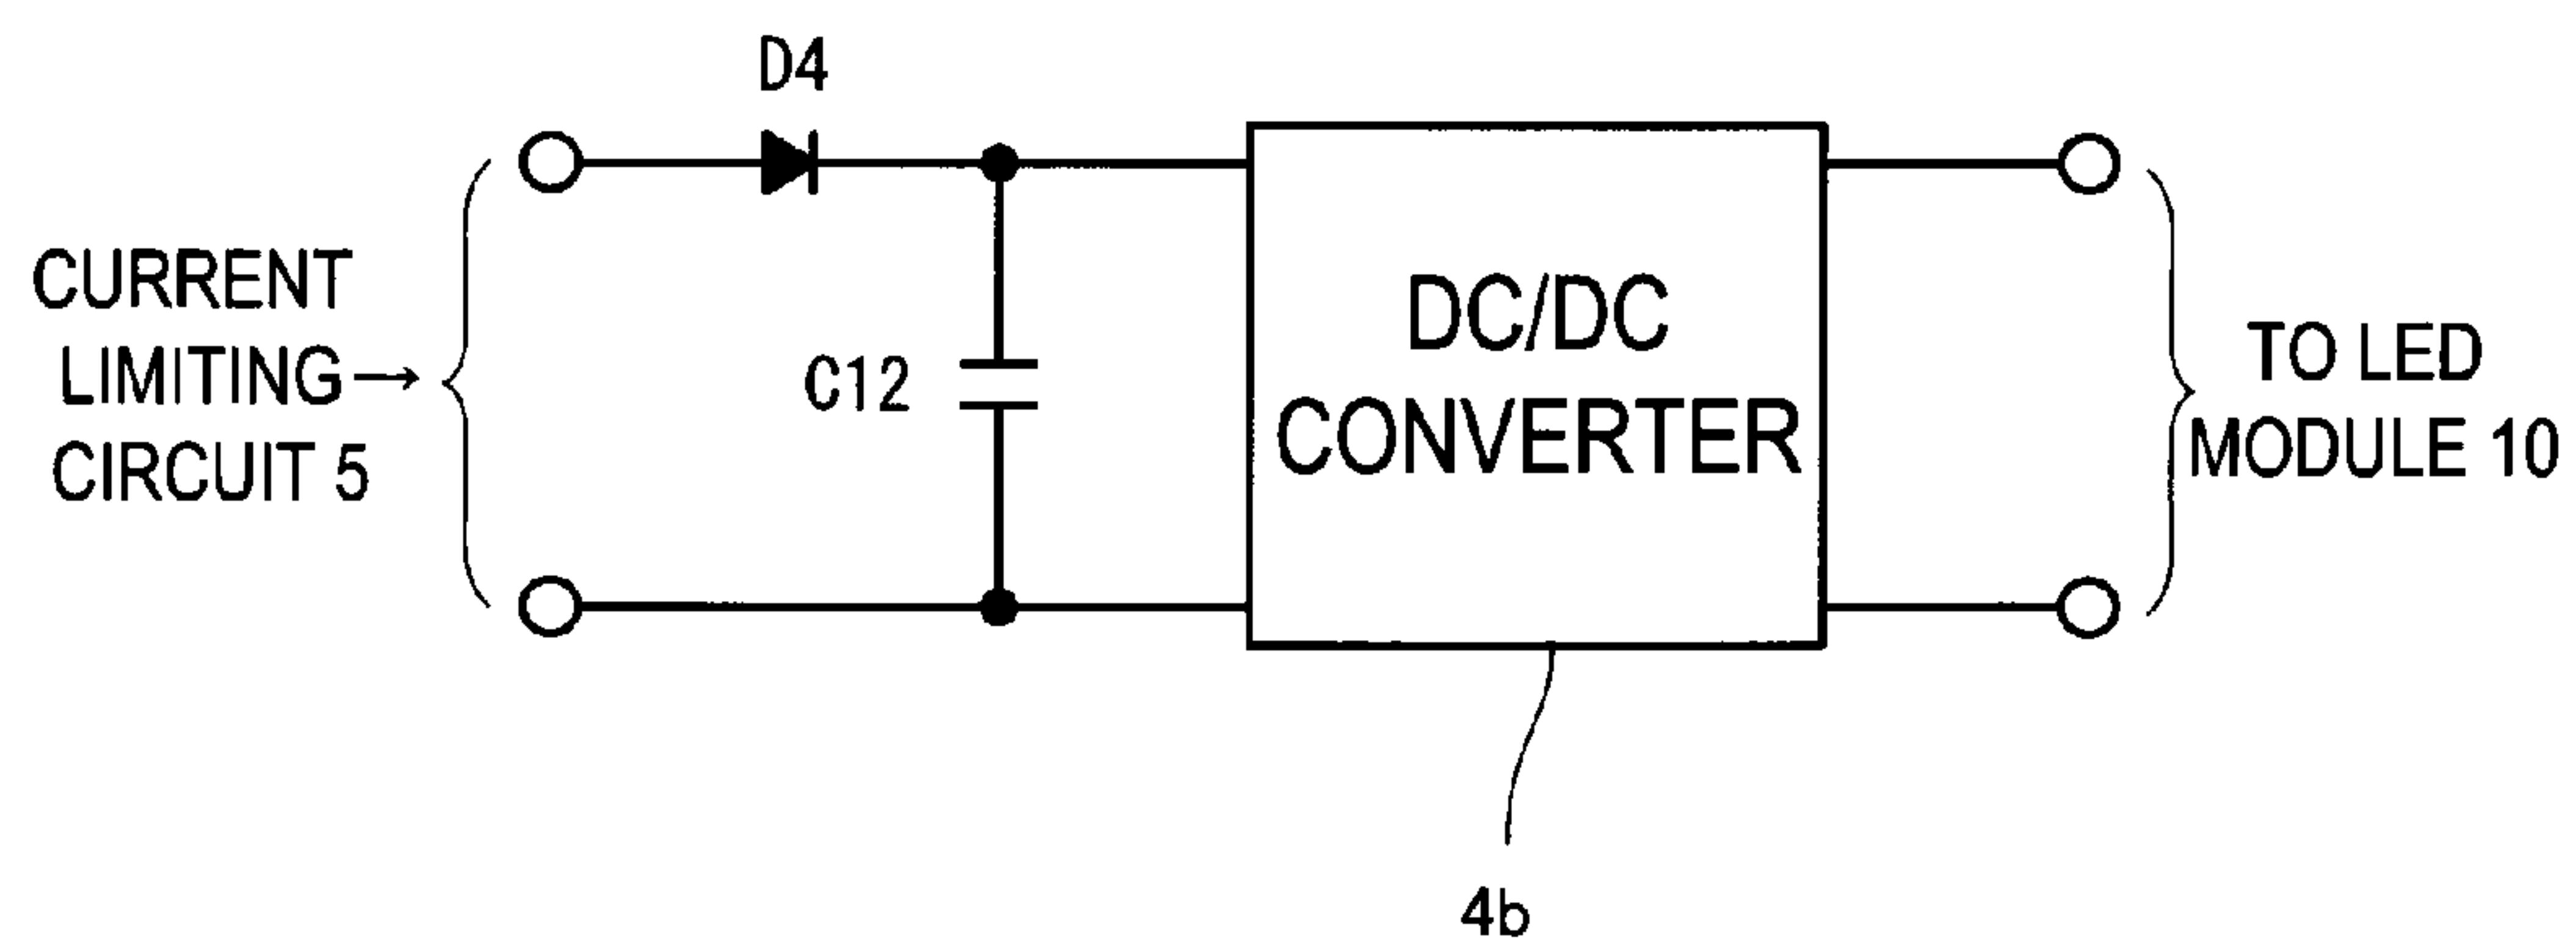 D4
CURRENT
LIMITING→
CIRCUIT 5
C12
DC/DC
CONVERTER
TO LED
MODULE 10
4b